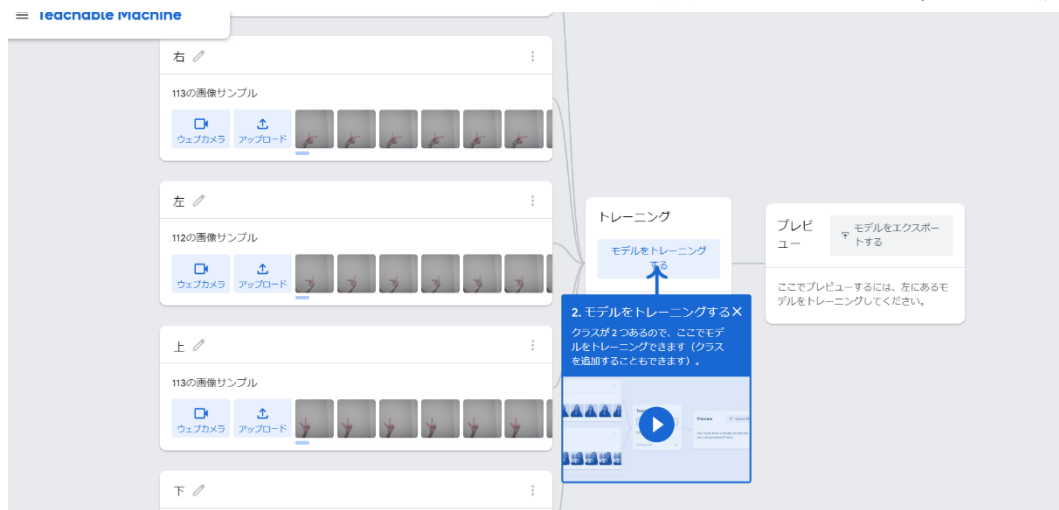 Teachable Machine
右
113の画像サンプル
ウェブカメラ
アップロード
左
112の画像サンプル
ウェブカメラ
アップロード
上
113の画像サンプル
ウェブカメラ
アップロード
下
トレーニング
モデルをトレーニング
する
2. モデルをトレーニングする
クラスが 2 つあるので、ここでモデ
ルをトレーニングできます（クラス
を追加することもできます）。
Preview
プレビ
ュー
モデルをエクスポー
トする
ここでプレビューするには、左にあるモ
デルをトレーニングしてください。